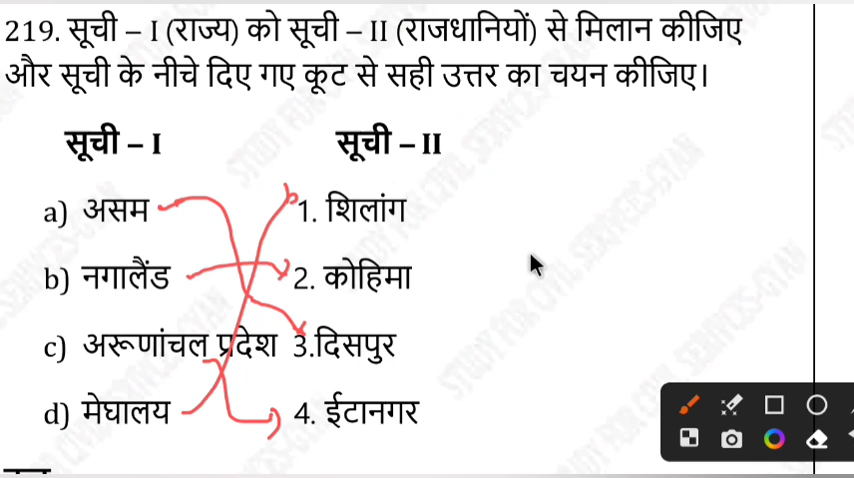 219. सूची – I (राज्य) को सूची – II (राजधानियों) से मिलान कीजिए
और सूची के नीचे दिए गए कूट से सही उत्तर का चयन कीजिए।
सूची – I सूची – II
a) असम 1. शिलांग
b) नगालैंड 2. कोहिमा
c) अरूणांचल प्रदेश 3.दिसपुर
d) मेघालय 4. ईटानगर